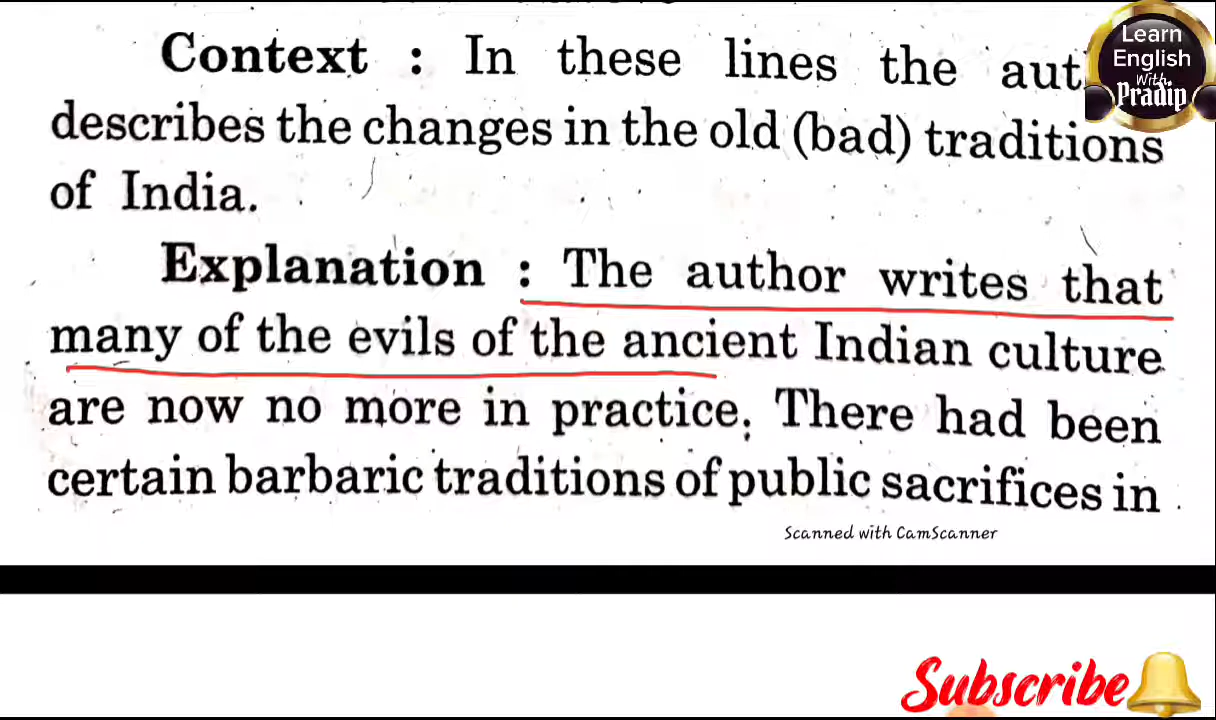 Context : In these lines the aut
describes the changes in the old (bad) traditions
of India.
Explanation : The author writes that
many of the evils of the ancient Indian culture
are now no more in practice. There had been
certain barbaric traditions of public sacrifices in
Scanned with CamScanner
Learn
English
With
Pradip
Subscribe